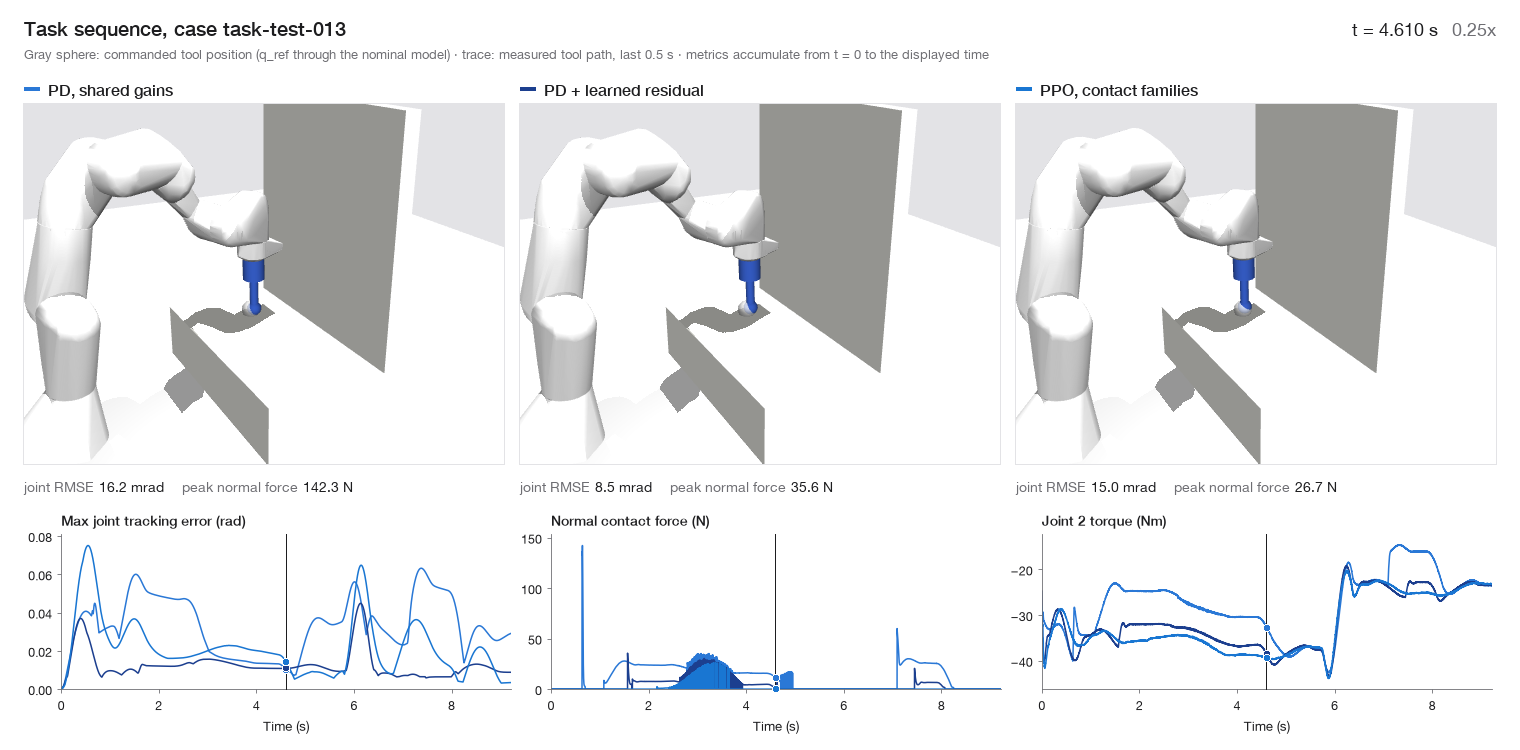 Task sequence, case task-test-013
t = 4.610 s 0.25x
Gray sphere: commanded tool position (q_ref through the nominal model) · trace: measured tool path, last 0.5 s · metrics accumulate from t = 0 to the displayed time
PD, shared gains
PD + learned residual
PPO, contact families
joint RMSE 16.2 mrad peak normal force 142.3 N
joint RMSE 8.5 mrad peak normal force 35.6 N
joint RMSE 15.0 mrad peak normal force 26.7 N
Max joint tracking error (rad)
0.08
0.06
0.04
0.02
0.00
0 2 4 6 8
Time (s)
Normal contact force (N)
150
100
50
0
0 2 4 6 8
Time (s)
Joint 2 torque (Nm)
−20
−30
−40
0 2 4 6 8
Time (s)